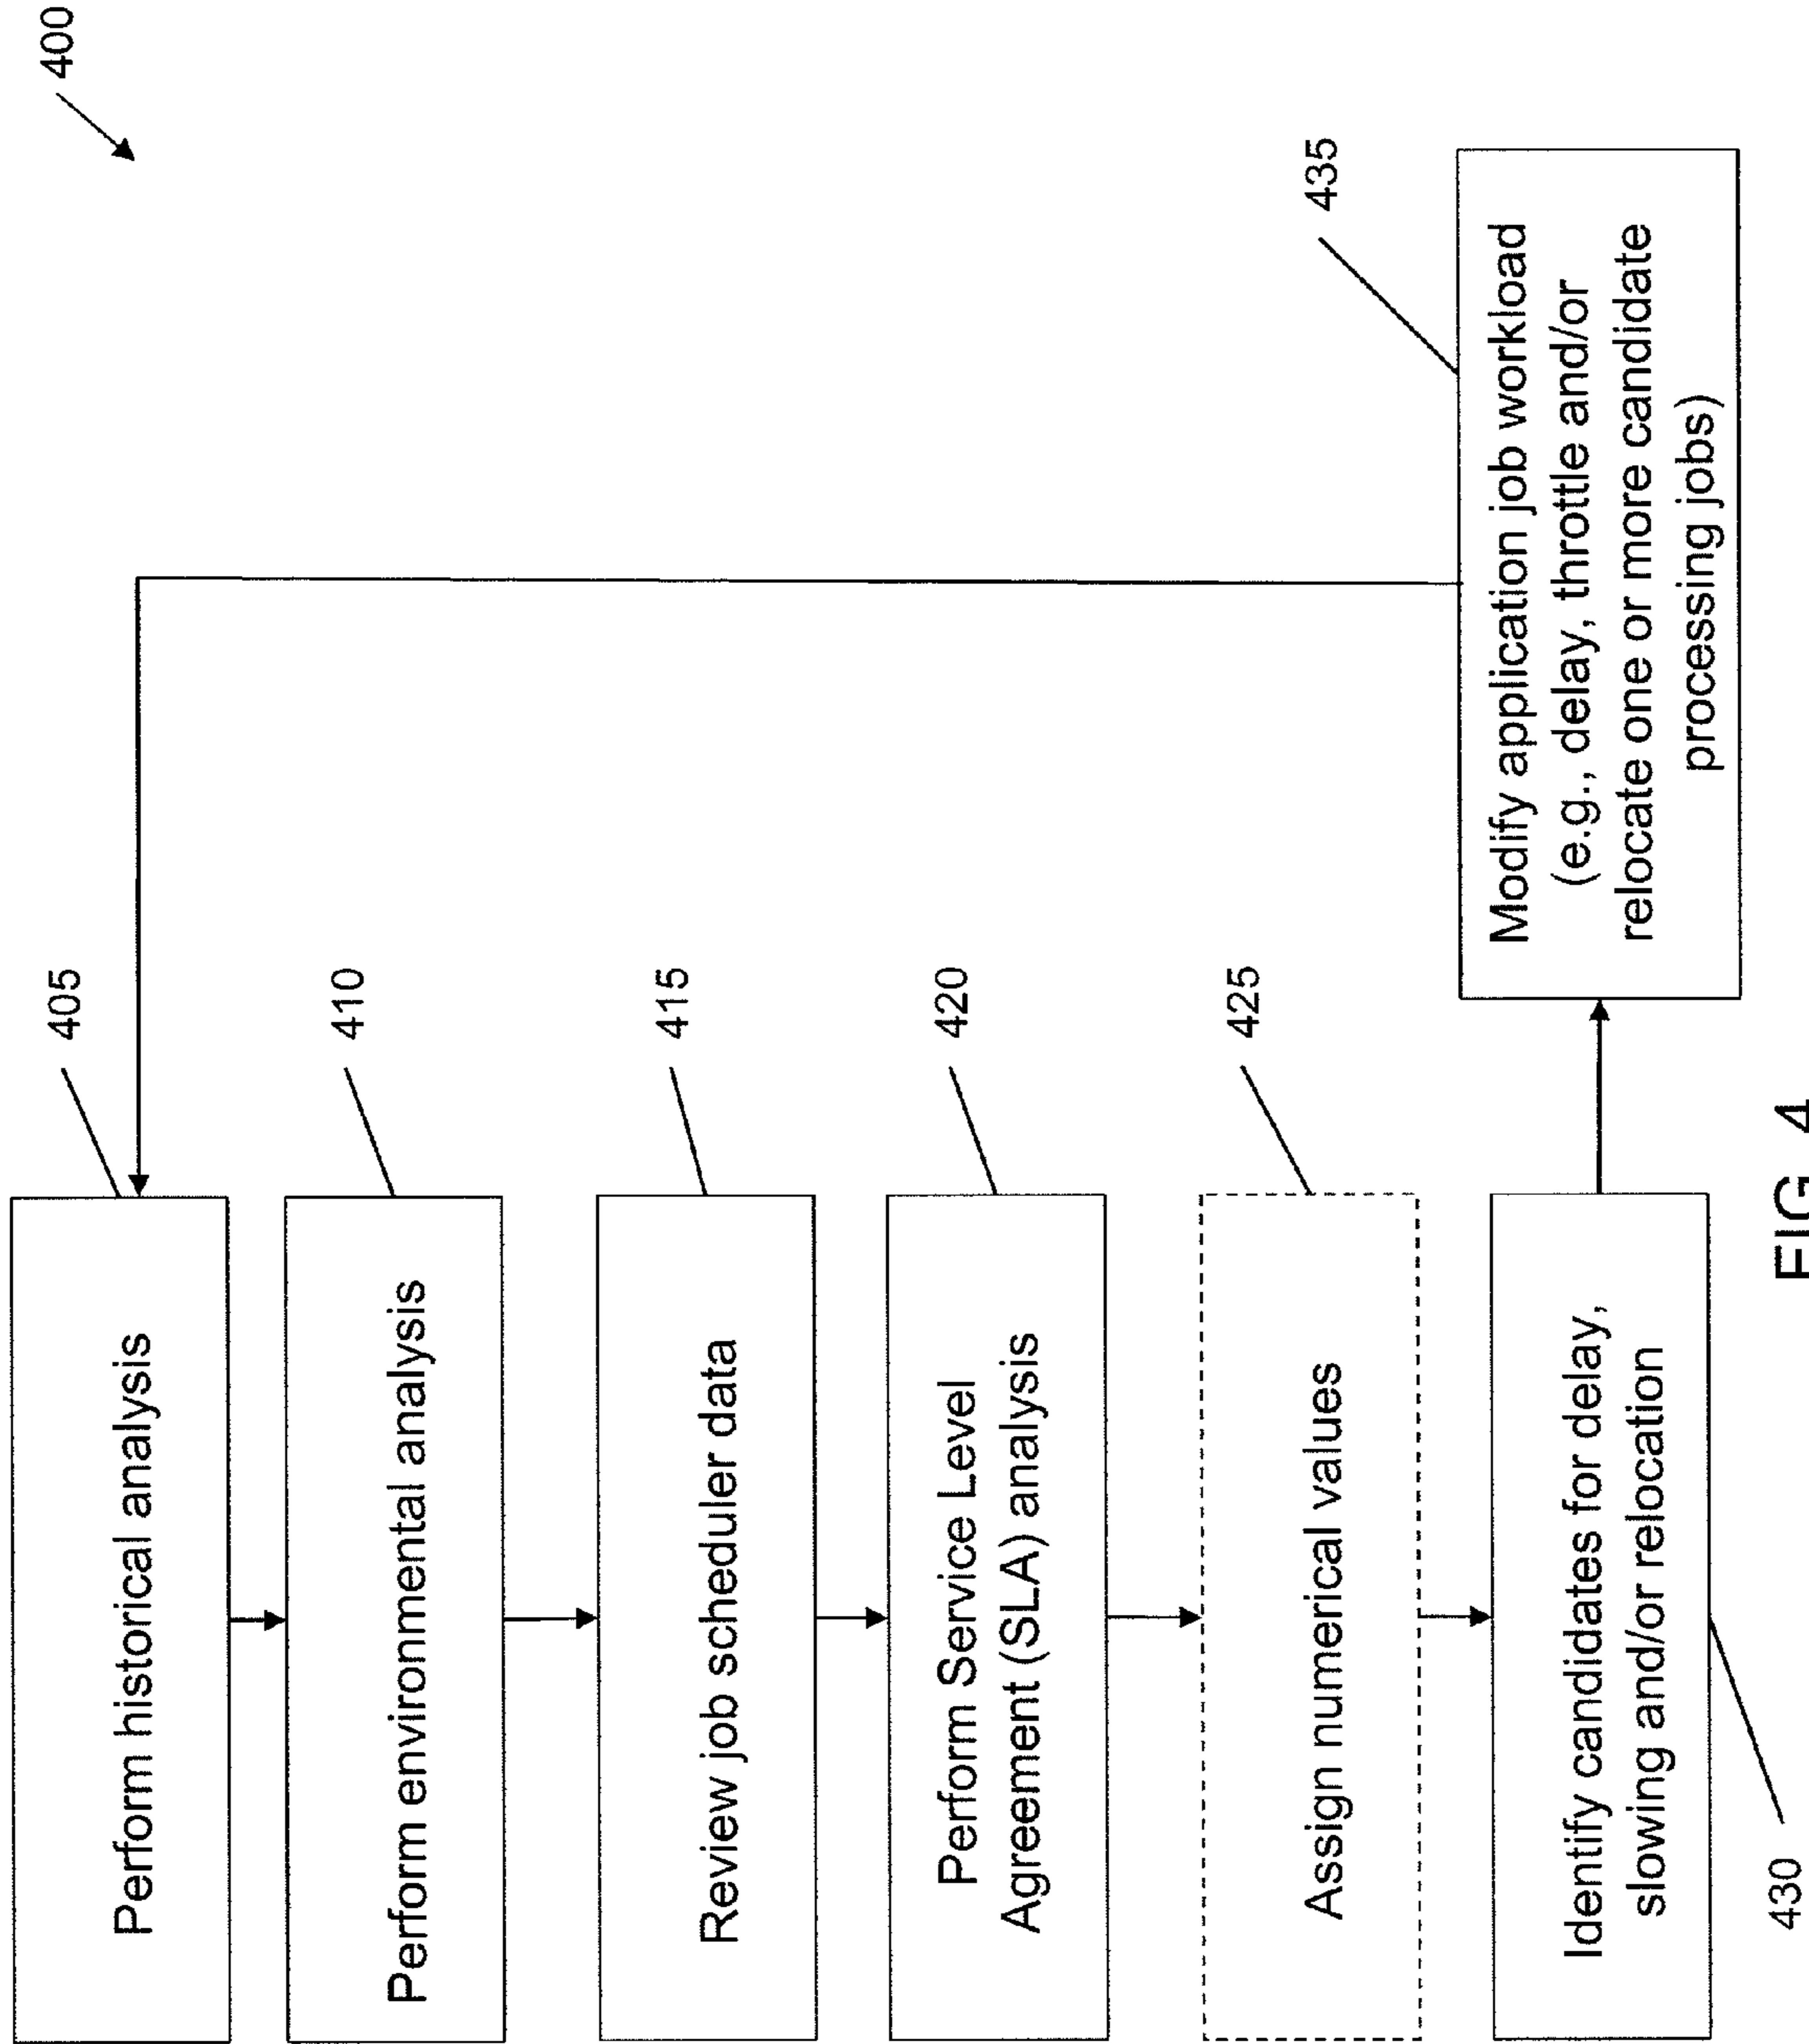 400
405
Perform historical analysis
410
Perform environmental analysis
415
Review job scheduler data
420
Perform Service Level
Agreement (SLA) analysis
425
Assign numerical values
Identify candidates for delay,
slowing and/or relocation
430
435
Modify application job workload
(e.g., delay, throttle and/or
relocate one or more candidate
processing jobs)
FIG. 4